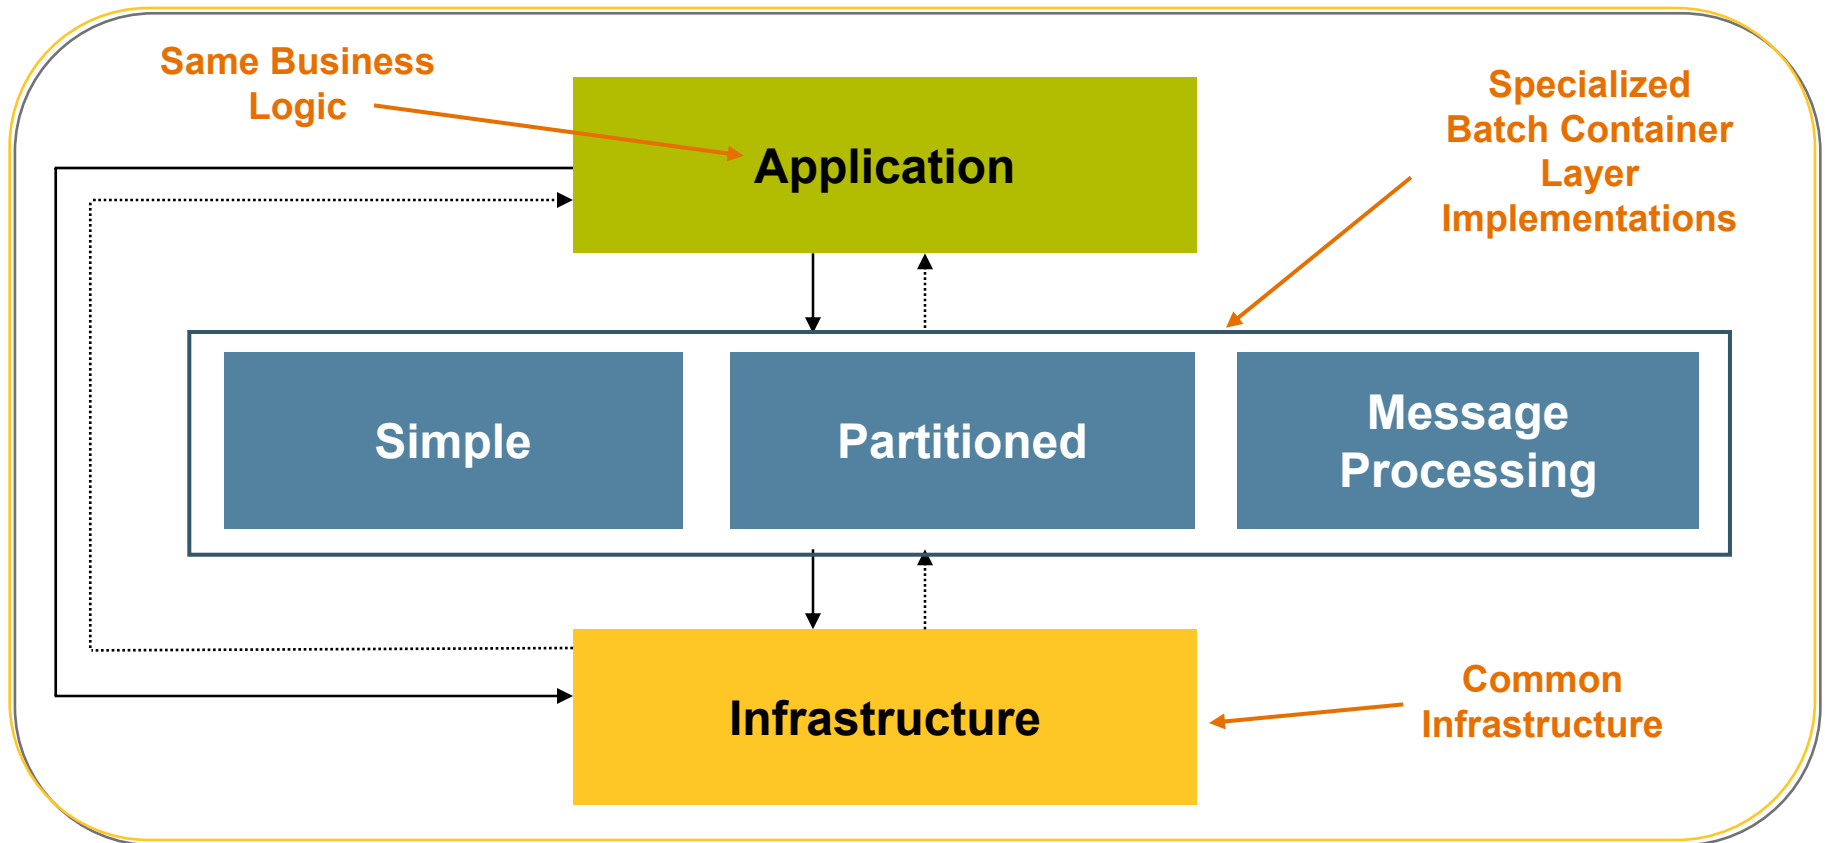 Same Business
Logic
Specialized
Batch Container
Layer
Implementations
Application
Simple
Partitioned
Message
Processing
Infrastructure
Common
Infrastructure